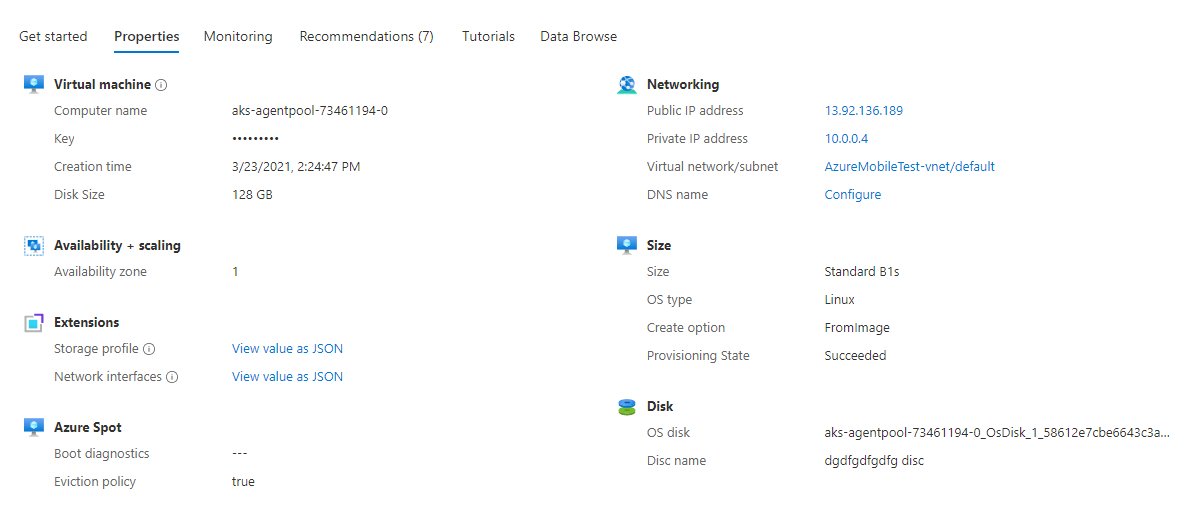 Get started Properties Monitoring Recommendations (7) Tutorials Data Browse
Virtual machine
Computer name aks-agentpool-73461194-0
Key •••••••••
Creation time 3/23/2021, 2:24:47 PM
Disk Size 128 GB
Availability + scaling
Availability zone 1
Extensions
Storage profile View value as JSON
Network interfaces View value as JSON
Azure Spot
Boot diagnostics ---
Eviction policy true
Networking
Public IP address 13.92.136.189
Private IP address 10.0.0.4
Virtual network/subnet AzureMobileTest-vnet/default
DNS name Configure
Size
Size Standard B1s
OS type Linux
Create option FromImage
Provisioning State Succeeded
Disk
OS disk aks-agentpool-73461194-0_OsDisk_1_58612e7cbe6643c3a...
Disc name dgdfgdfgdfg disc